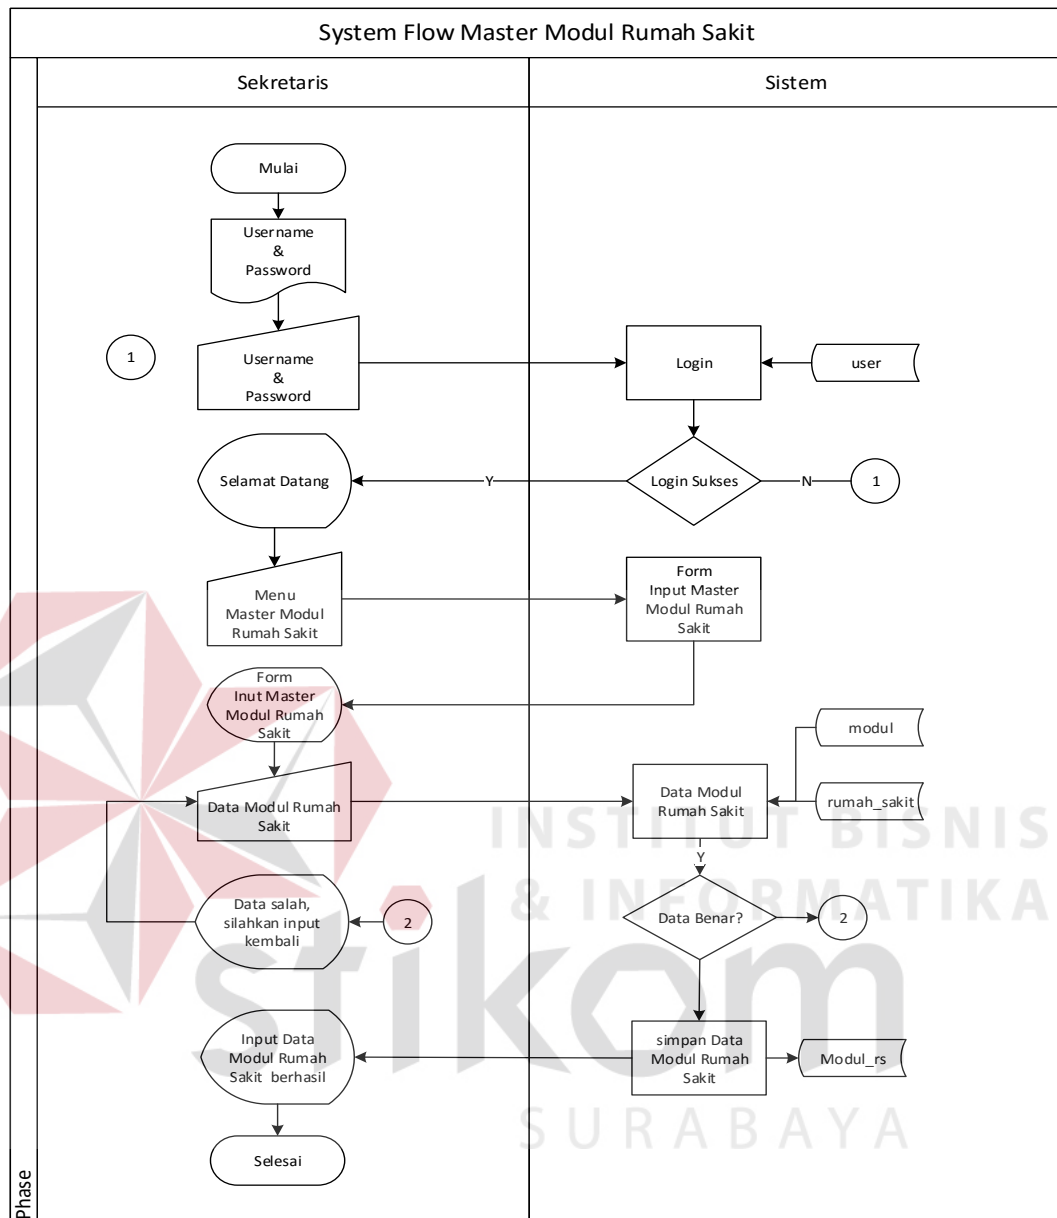 System Flow Master Modul Rumah Sakit
Sekretaris
Sistem
Mulai
Username
&
Password
1
Username
&
Password
Login
user
Selamat Datang
Y
Login Sukses
N
1
Menu
Master Modul
Rumah Sakit
Form
Input Master
Modul Rumah
Sakit
Form
Inut Master
Modul Rumah
Sakit
modul
Data Modul Rumah
Sakit
Data Modul
Rumah Sakit
rumah_sakit
INSTITUT BISNIS
& INFORMATIKA
Y
Data salah,
silahkan input
kembali
2
Data Benar?
2
stikom
Input Data
Modul Rumah
Sakit berhasil
simpan Data
Modul Rumah
Sakit
Modul_rs
SURABAYA
Selesai
Phase